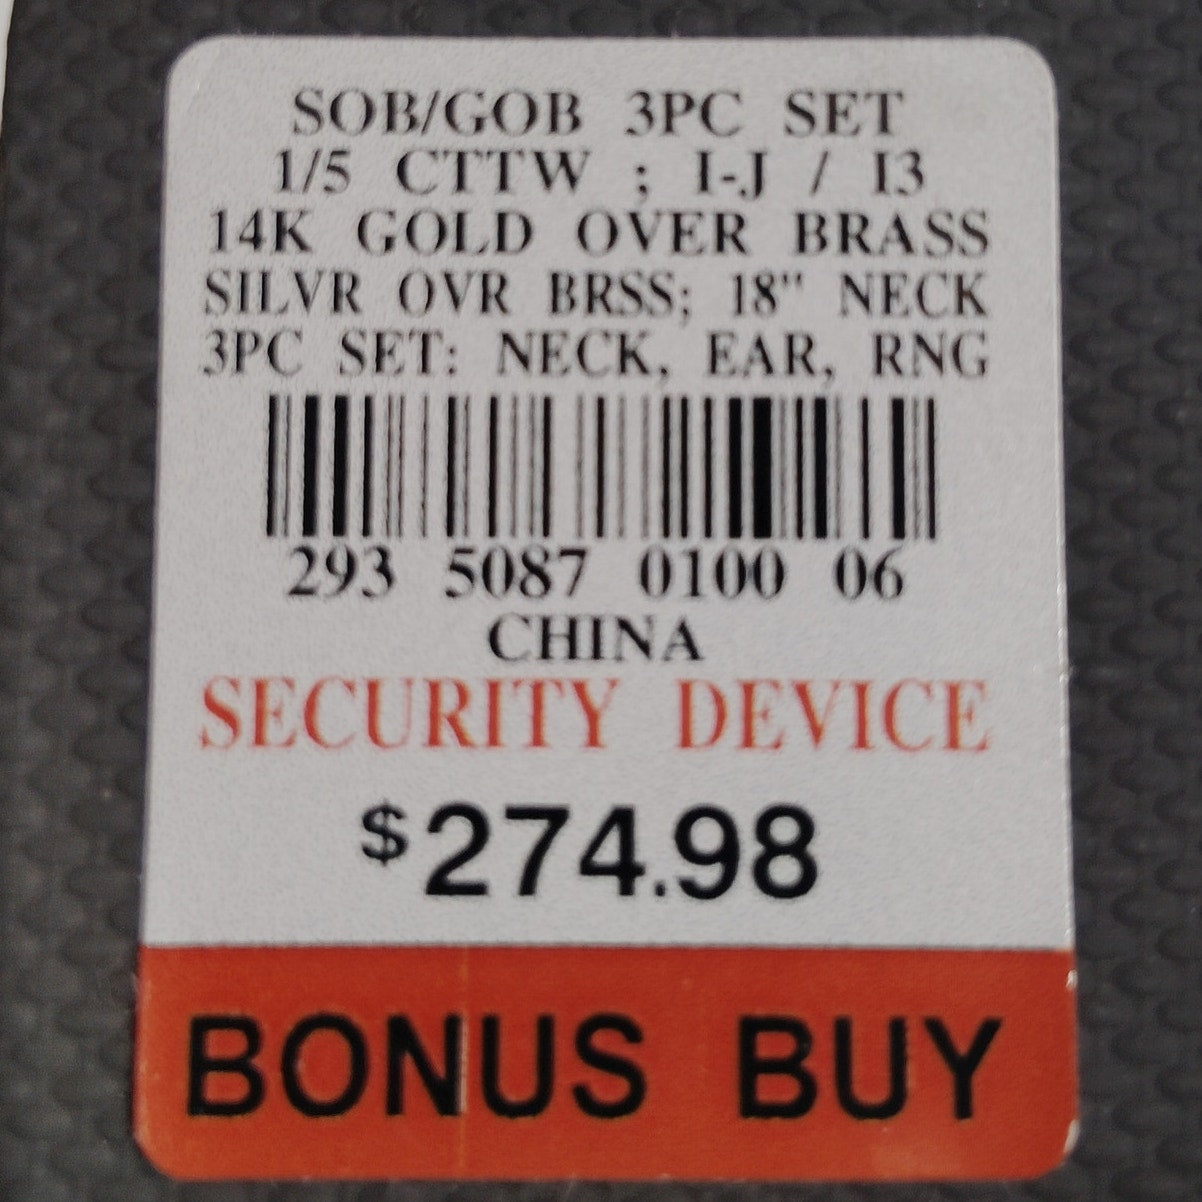 SOB/GOB 3PC SET
1/5 CTTW ; I-J / I3
14K GOLD OVER BRASS
SILVR OVR BRSS; 18" NECK
3PC SET: NECK, EAR, RNG
293 5087 0100 06
CHINA
SECURITY DEVICE
$274.98
BONUS BUY